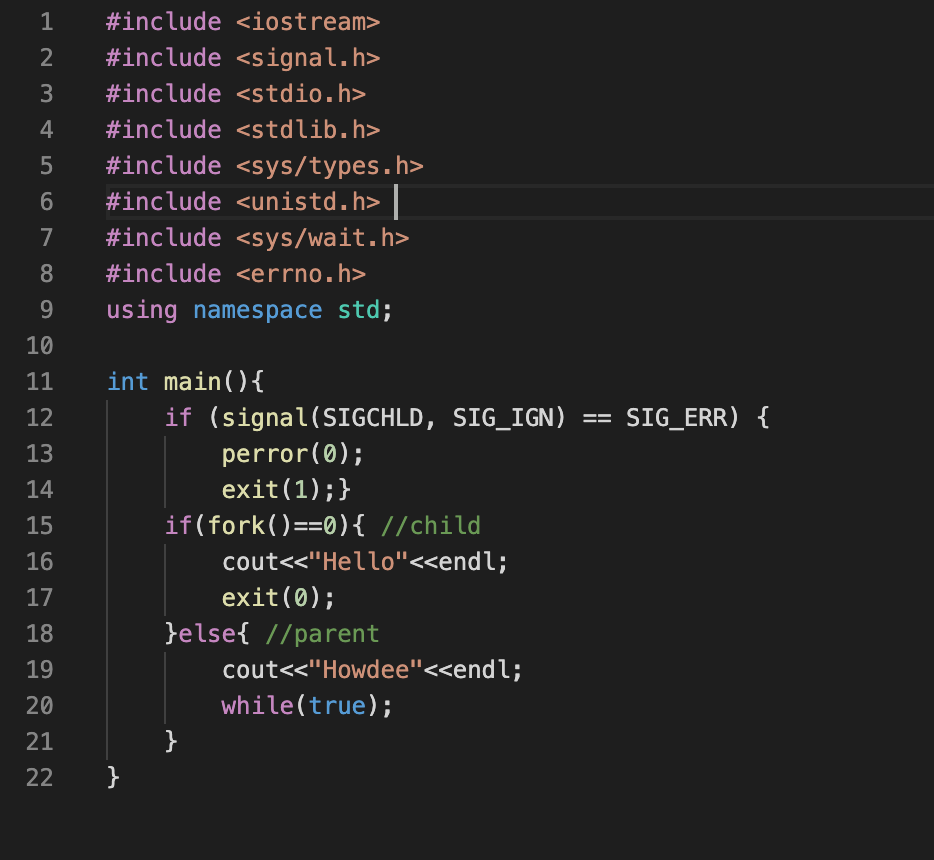 1 #include <iostream>
2 #include <signal.h>
3 #include <stdio.h>
4 #include <stdlib.h>
5 #include <sys/types.h>
6 #include <unistd.h>
7 #include <sys/wait.h>
8 #include <errno.h>
9 using namespace std;
10
11 int main(){
12     if (signal(SIGCHLD, SIG_IGN) == SIG_ERR) {
13         perror(0);
14         exit(1);}
15     if(fork()==0){ //child
16         cout<<"Hello"<<endl;
17         exit(0);
18     }else{ //parent
19         cout<<"Howdee"<<endl;
20         while(true);
21     }
22 }